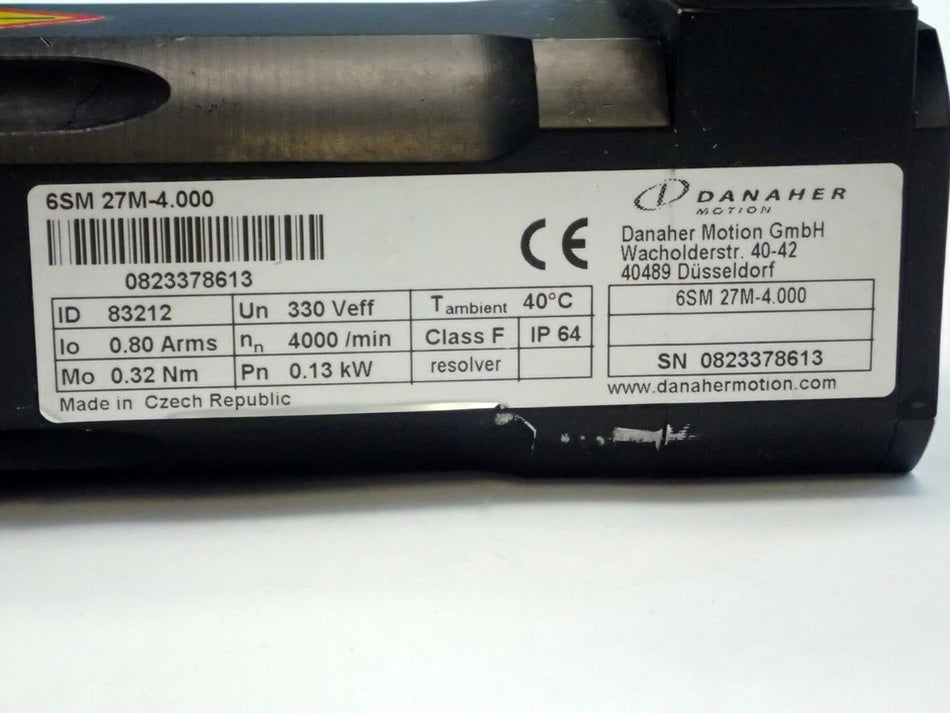 6SM 27M-4.000
0823378613
DANAHER
MOTION
Danaher Motion GmbH
Wacholderstr. 40-42
40489 Düsseldorf
ID 83212 Un 330 Veff Tambient 40°C
Io 0.80 Arms nn 4000 /min Class F IP 64
Mo 0.32 Nm Pn 0.13 kW resolver
Made in Czech Republic
CE
6SM 27M-4.000
SN 0823378613
www.danahermotion.com